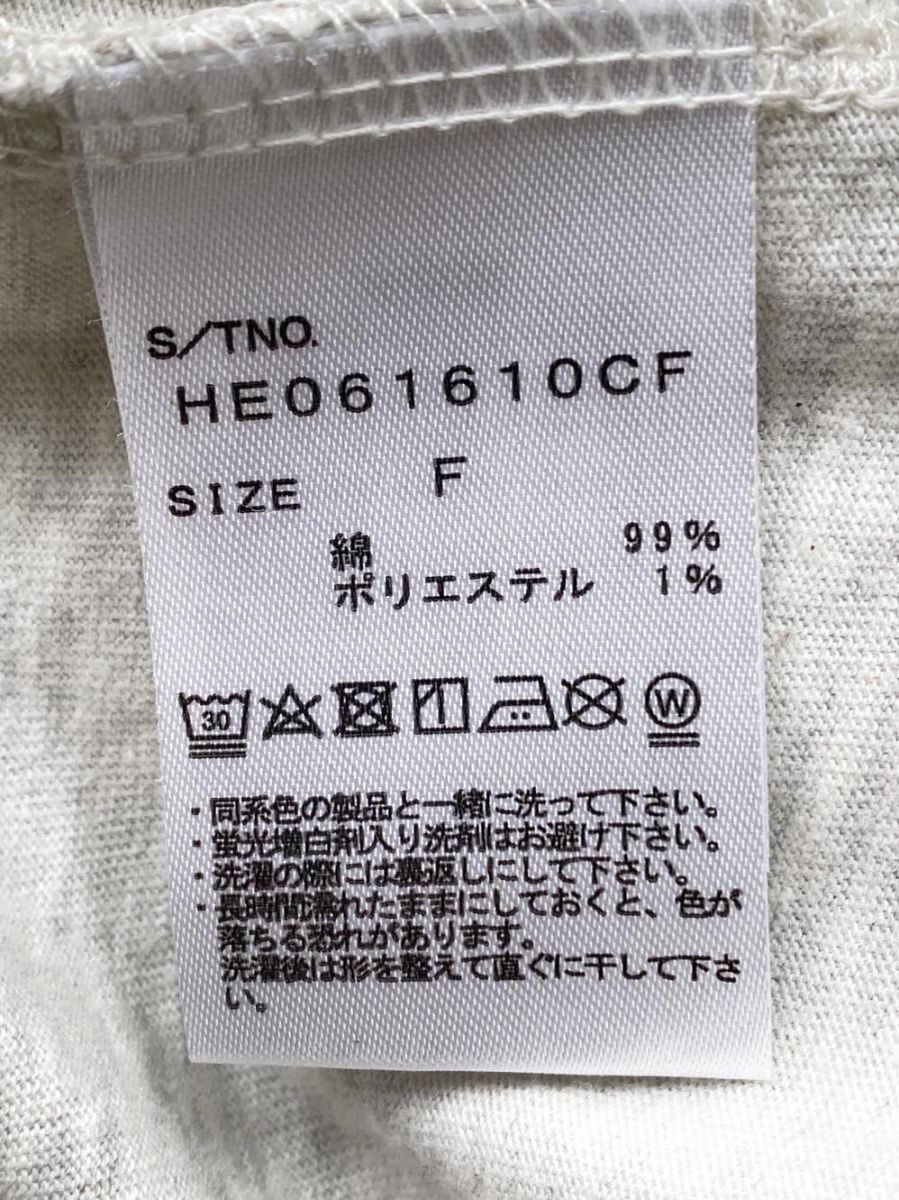 S/TNO.
HE061610CF
SIZE F
綿 99%
ポリエステル 1%
30 W
・同系色の製品と一緒に洗って下さい。
・蛍光増白剤入り洗剤はお避け下さい。
・洗濯の際には裏返しにして下さい。
・長時間濡れたままにしておくと、色が
落ちる恐れがあります。
洗濯後は形を整えて直ぐに干して下さ
い。